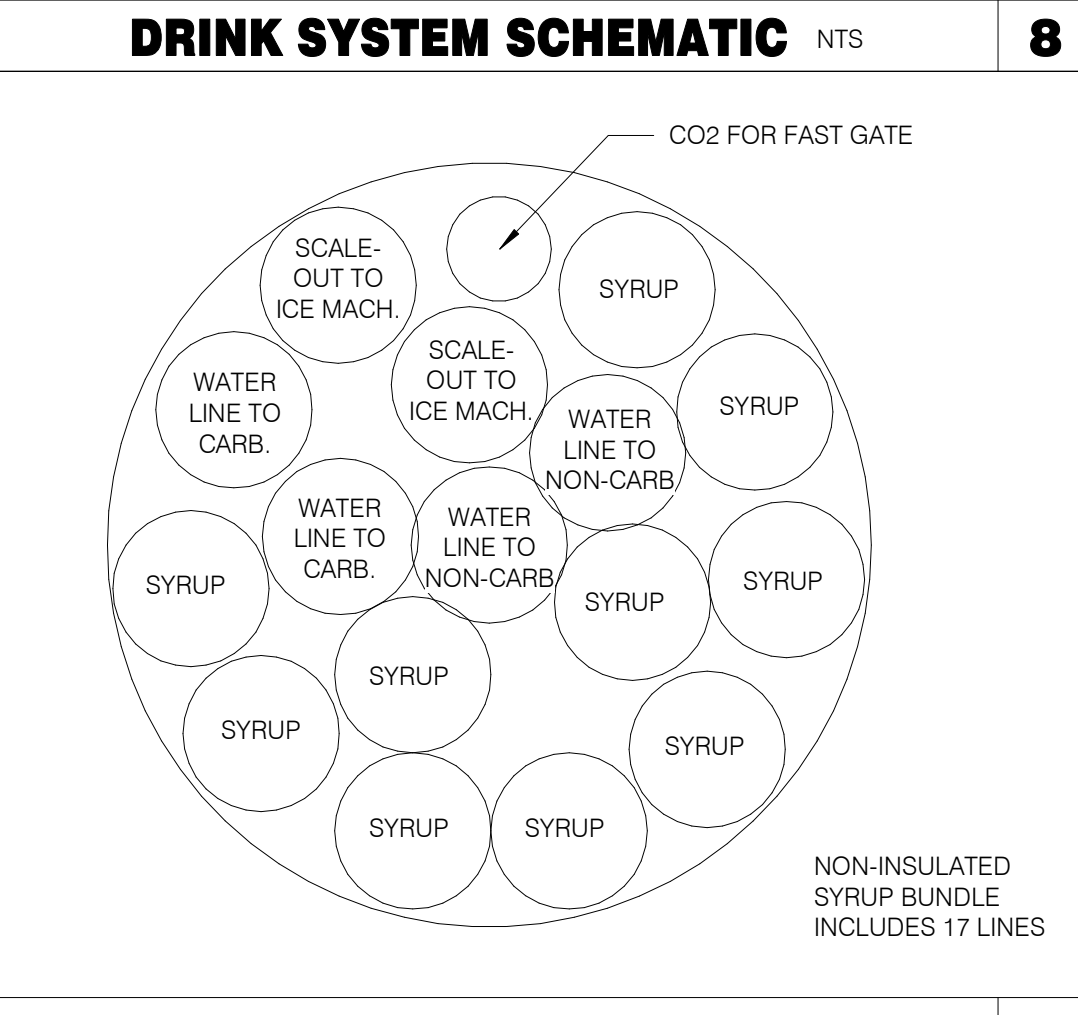 DRINK SYSTEM SCHEMATIC NTS 8
CO2 FOR FAST GATE
SCALE-
OUT TO
ICE MACH.
SYRUP
SCALE-
OUT TO
ICE MACH.
WATER
LINE TO
CARB.
SYRUP
WATER
LINE TO
NON-CARB
WATER
LINE TO
CARB.
WATER
LINE TO
NON-CARB
SYRUP
SYRUP
SYRUP
SYRUP
SYRUP
SYRUP
SYRUP
SYRUP
NON-INSULATED
SYRUP BUNDLE
INCLUDES 17 LINES
SYRUP